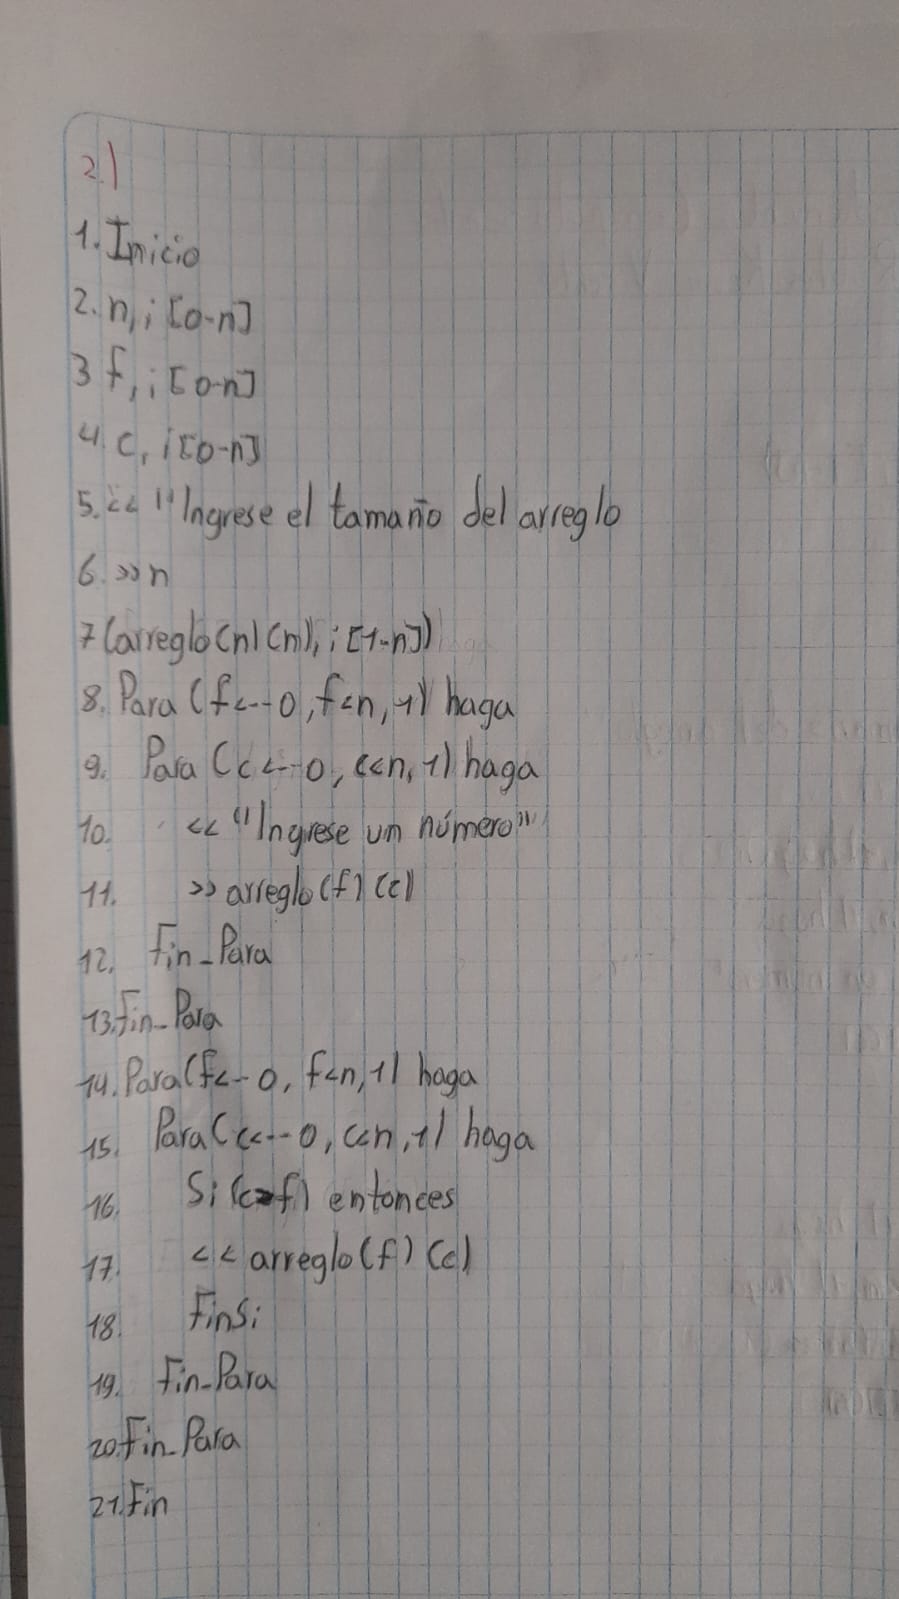 2)
1. Inicio
2. n, i [0-n]
3 f, i [0-n]
4. c, i [0-n]
5. << "Ingrese el tamaño del arreglo
6. >> n
7 (arreglo(n)(n), i [1-n])
8. Para (f<--0, f<n, 1) haga
9. Para (c<--0, c<n, 1) haga
10. << "Ingrese un número"
11. >> arreglo(f)(c)
12. Fin_Para
13. Fin_Para
14. Para(f<--0, f<n, 1) haga
15. Para(c<--0, c<n, 1) haga
16. Si(c>f) entonces
17. << arreglo(f)(c)
18. FinSi
19. Fin_Para
20. Fin_Para
21. Fin